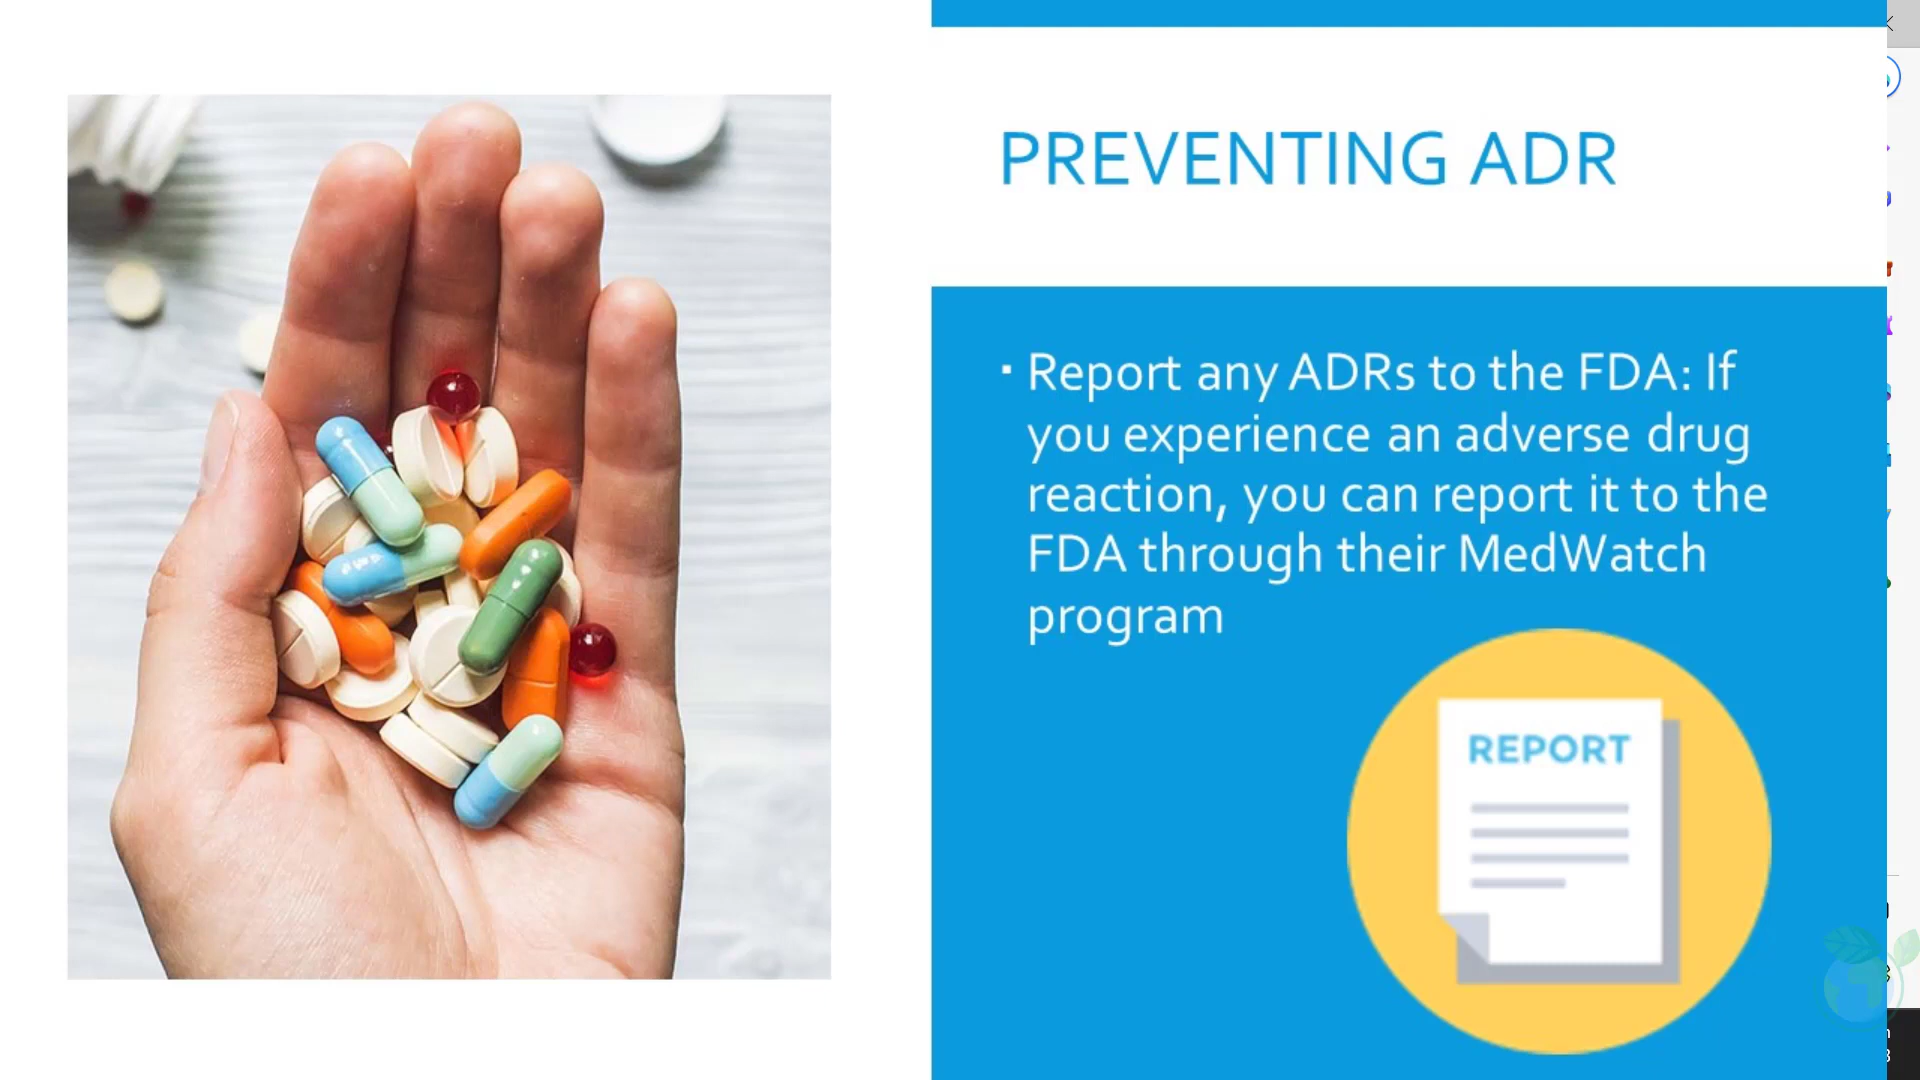 PREVENTING ADR
▪ Report any ADRs to the FDA: If
you experience an adverse drug
reaction, you can report it to the
FDA through their MedWatch
program
REPORT